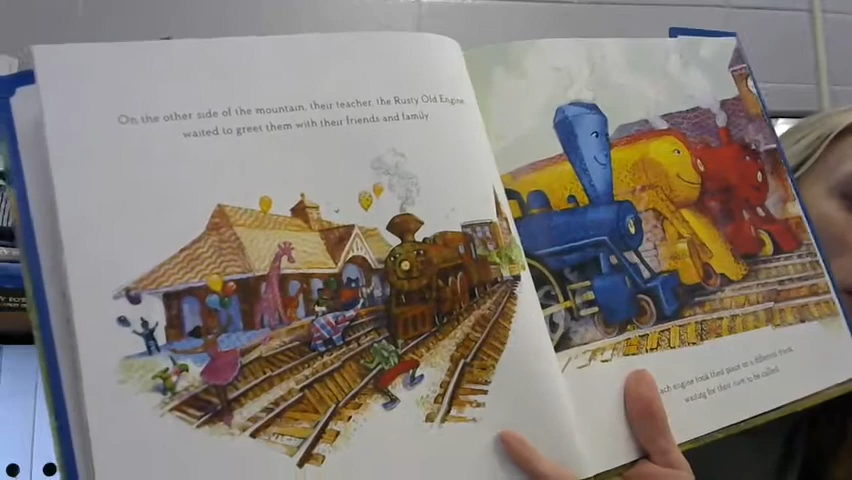 On the other side of the mountain, their teacher, the Rusty Old Engine
waited to greet them with their friends and family.
each engine took their place on a different track
waiting for their turn to be called.